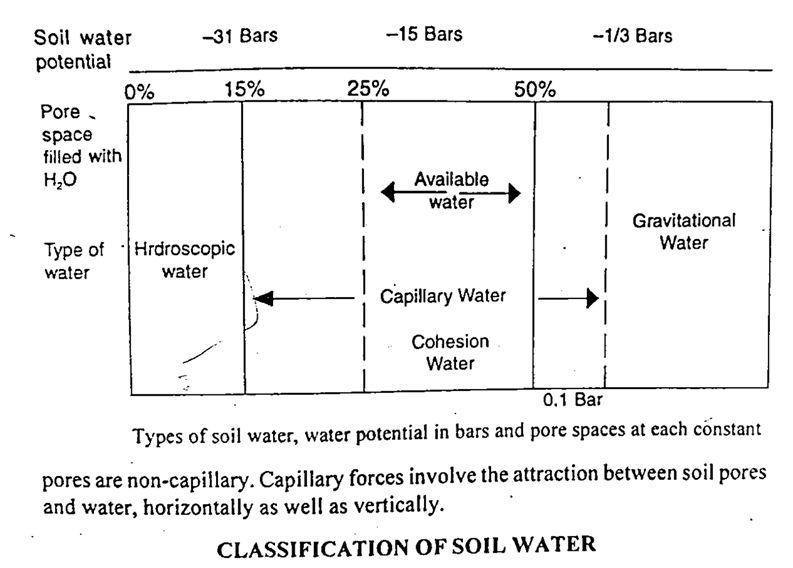 Soil water –31 Bars –15 Bars –1/3 Bars
potential
0% 15% 25% 50%
Pore
space
filled with
H₂O
Available
water
Gravitational
Water
Type of
water
Hrdroscopic
water
Capillary Water
Cohesion
Water
0.1 Bar
Types of soil water, water potential in bars and pore spaces at each constant
pores are non-capillary. Capillary forces involve the attraction between soil pores
and water, horizontally as well as vertically.
CLASSIFICATION OF SOIL WATER